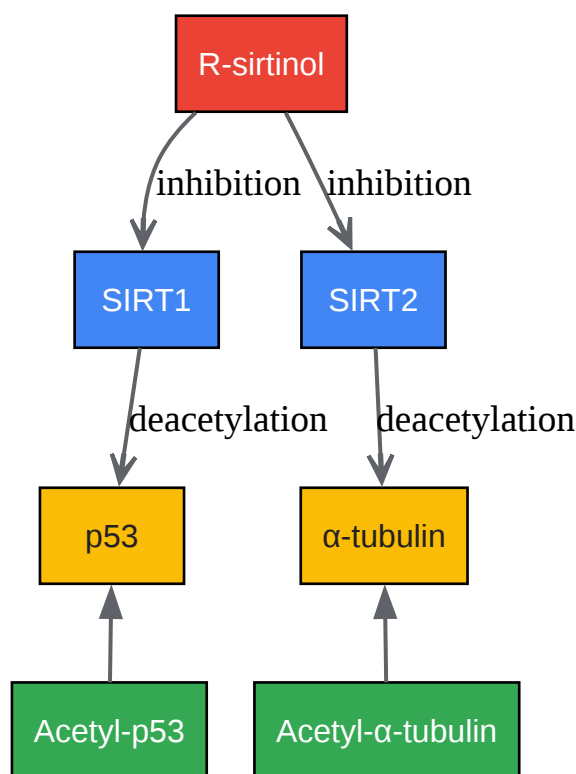 R-sirtinol
inhibition inhibition
SIRT1 SIRT2
deacetylation deacetylation
p53 α-tubulin
Acetyl-p53 Acetyl-α-tubulin